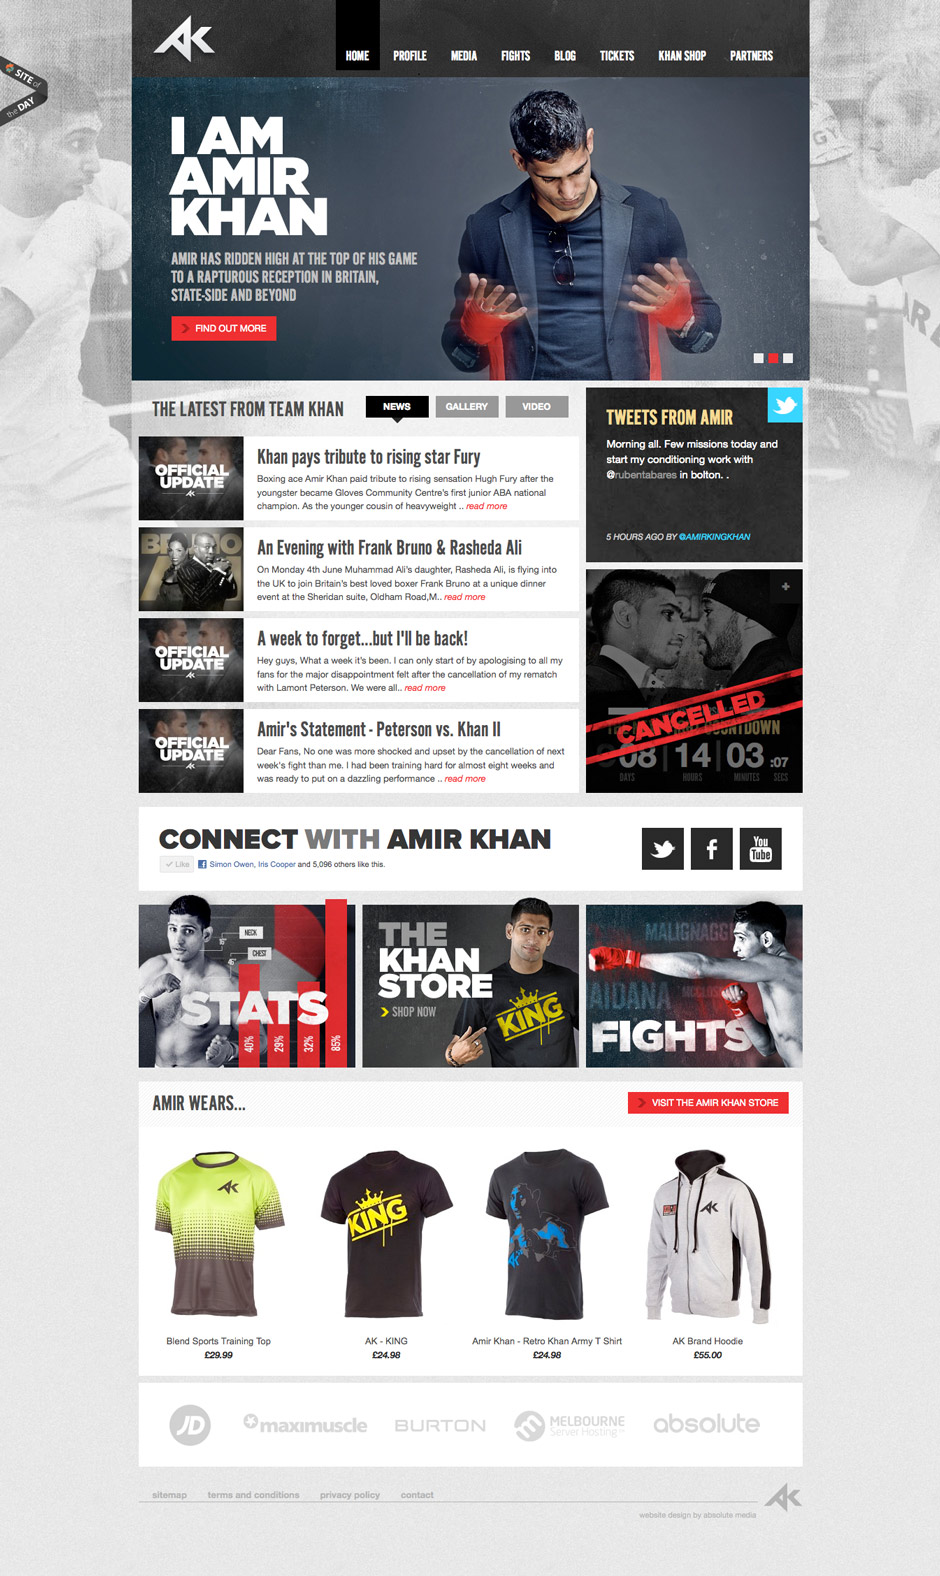 SITE of
the DAY
AK
HOME PROFILE MEDIA FIGHTS BLOG TICKETS KHAN SHOP PARTNERS
I AM
AMIR
KHAN
AMIR HAS RIDDEN HIGH AT THE TOP OF HIS GAME
TO A RAPTUROUS RECEPTION IN BRITAIN,
STATE-SIDE AND BEYOND
FIND OUT MORE
THE LATEST FROM TEAM KHAN
NEWS GALLERY VIDEO
OFFICIAL
UPDATE
Khan pays tribute to rising star Fury
Boxing ace Amir Khan paid tribute to rising sensation Hugh Fury after the
youngster became Gloves Community Centre's first junior ABA national
champion. As the younger cousin of heavyweight .. read more
BRUNO
ALI
An Evening with Frank Bruno & Rasheda Ali
On Monday 4th June Muhammad Ali's daughter, Rasheda Ali, is flying into
the UK to join Britain's best loved boxer Frank Bruno at a unique dinner
event at the Sheridan suite, Oldham Road,M.. read more
OFFICIAL
UPDATE
A week to forget...but I'll be back!
Hey guys, What a week it's been. I can only start of by apologising to all my
fans for the major disappointment felt after the cancellation of my rematch
with Lamont Peterson. We were all.. read more
OFFICIAL
UPDATE
Amir's Statement - Peterson vs. Khan II
Dear Fans, No one was more shocked and upset by the cancellation of next
week's fight than me. I had been training hard for almost eight weeks and
was ready to put on a dazzling performance .. read more
TWEETS FROM AMIR
Morning all. Few missions today and
start my conditioning work with
@rubentabares in bolton. .
5 HOURS AGO BY @AMIRKINGKHAN
CANCELLED
COUNTDOWN
08 14 03 :07
DAYS HOURS MINUTES SECS
CONNECT WITH AMIR KHAN
Like Simon Owen, Iris Cooper and 5,096 others like this.
You
Tube
NECK
15"
CHEST
40"
STATS
40% 29% 32% 85%
THE
KHAN
STORE
SHOP NOW
KING
MALIGNAGGI
MAIDANA
MCCLOSKEY
FIGHTS
AMIR WEARS...
VISIT THE AMIR KHAN STORE
AK
KING
AK
Blend Sports Training Top
£29.99
AK - KING
£24.98
Amir Khan - Retro Khan Army T Shirt
£24.98
AK Brand Hoodie
£55.00
JD maximuscle BURTON MELBOURNE
Server Hosting absolute
sitemap terms and conditions privacy policy contact
AK
website design by absolute media